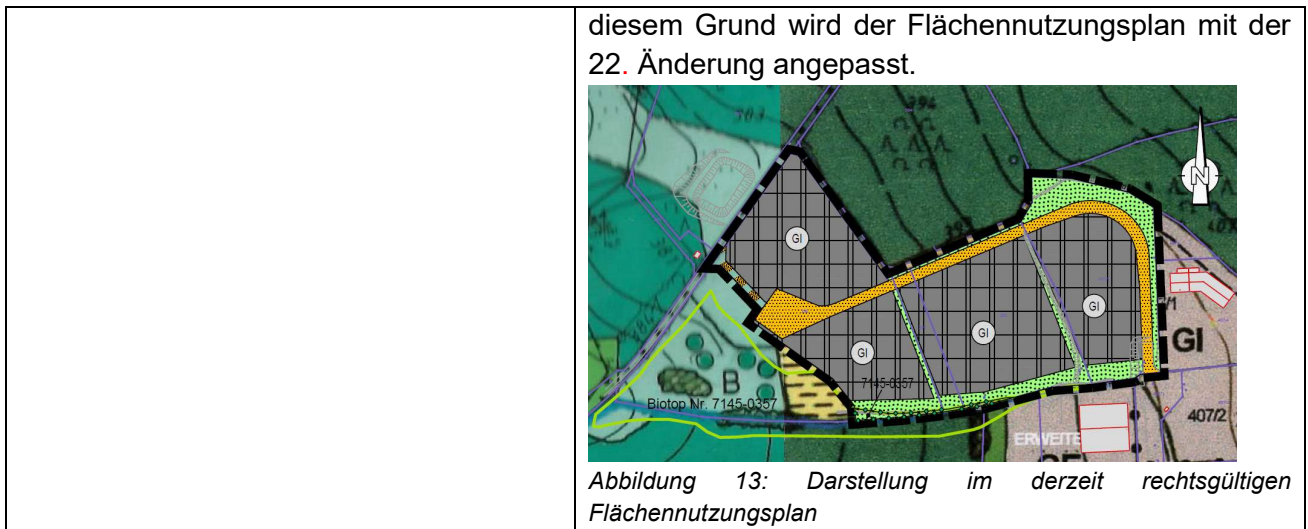 diesem Grund wird der Flächennutzungsplan mit der
22. Änderung angepasst.
394
N
GI
GI
GI
GI
GI
B
7145-0357
Biotop Nr. 7145-0357
407/2
ERWEITE
Abbildung 13: Darstellung im derzeit rechtsgültigen
Flächennutzungsplan